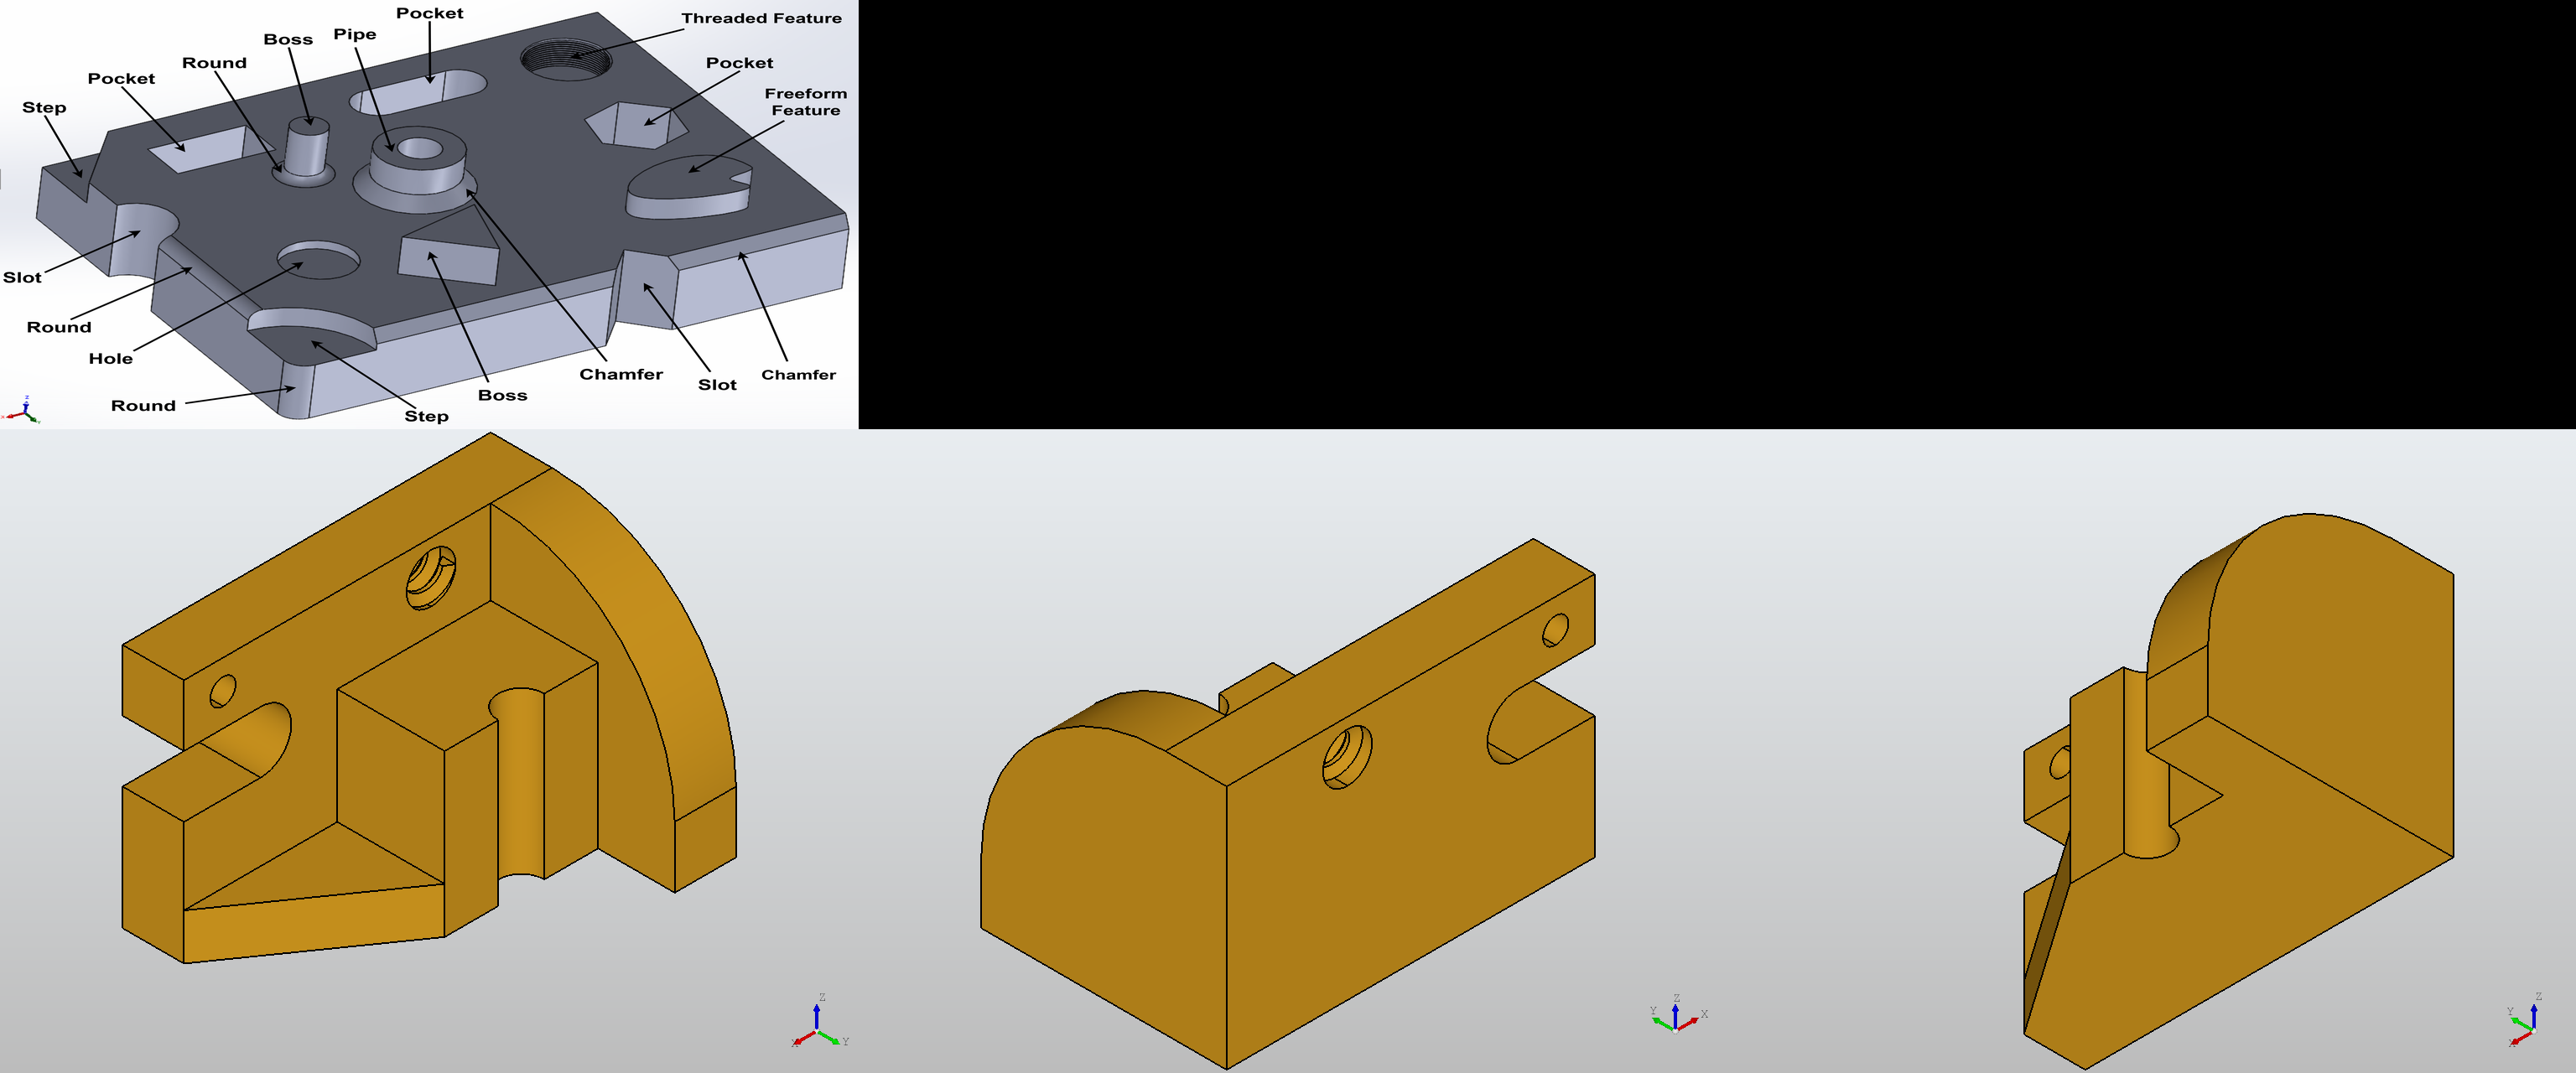 Pocket
Threaded Feature
Boss
Pipe
Round
Pocket
Pocket
Freeform
Feature
Step
Slot
Round
Hole
Chamfer
Slot
Chamfer
Boss
Round
Step
Z
X
Y
Z
Y
X
Z
Y
X